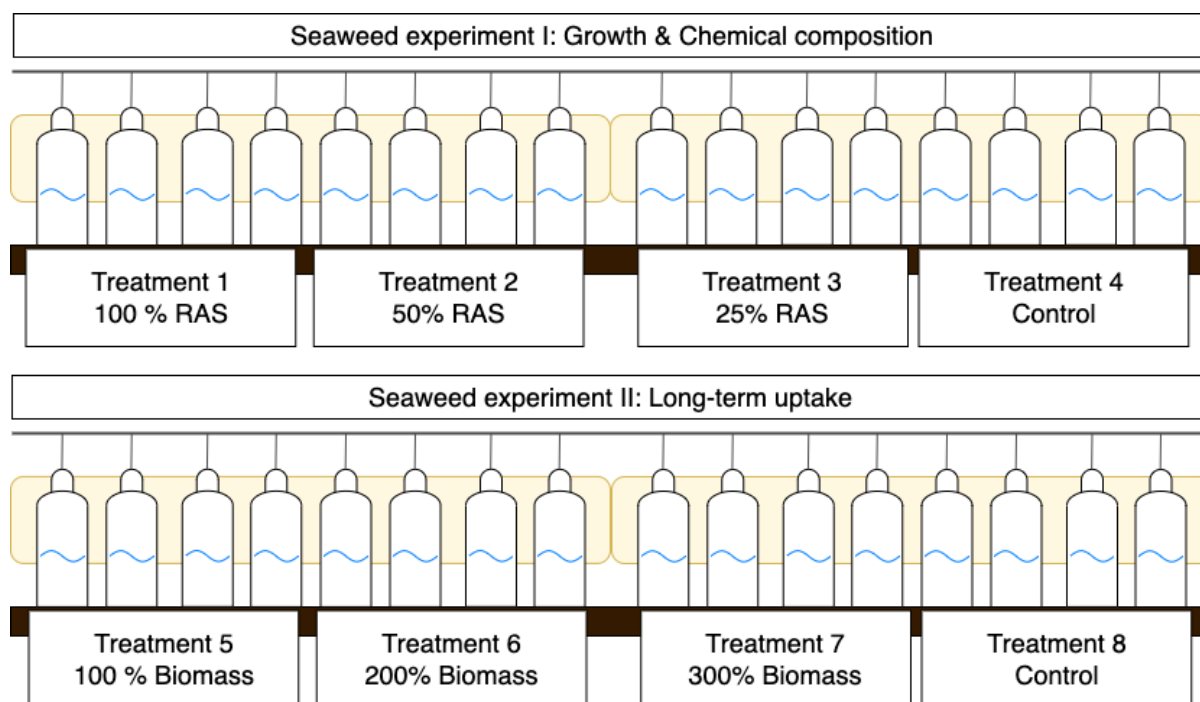 Seaweed experiment I: Growth & Chemical composition
Treatment 1
100 % RAS
Treatment 2
50% RAS
Treatment 3
25% RAS
Treatment 4
Control
Seaweed experiment II: Long-term uptake
Treatment 5
100 % Biomass
Treatment 6
200% Biomass
Treatment 7
300% Biomass
Treatment 8
Control